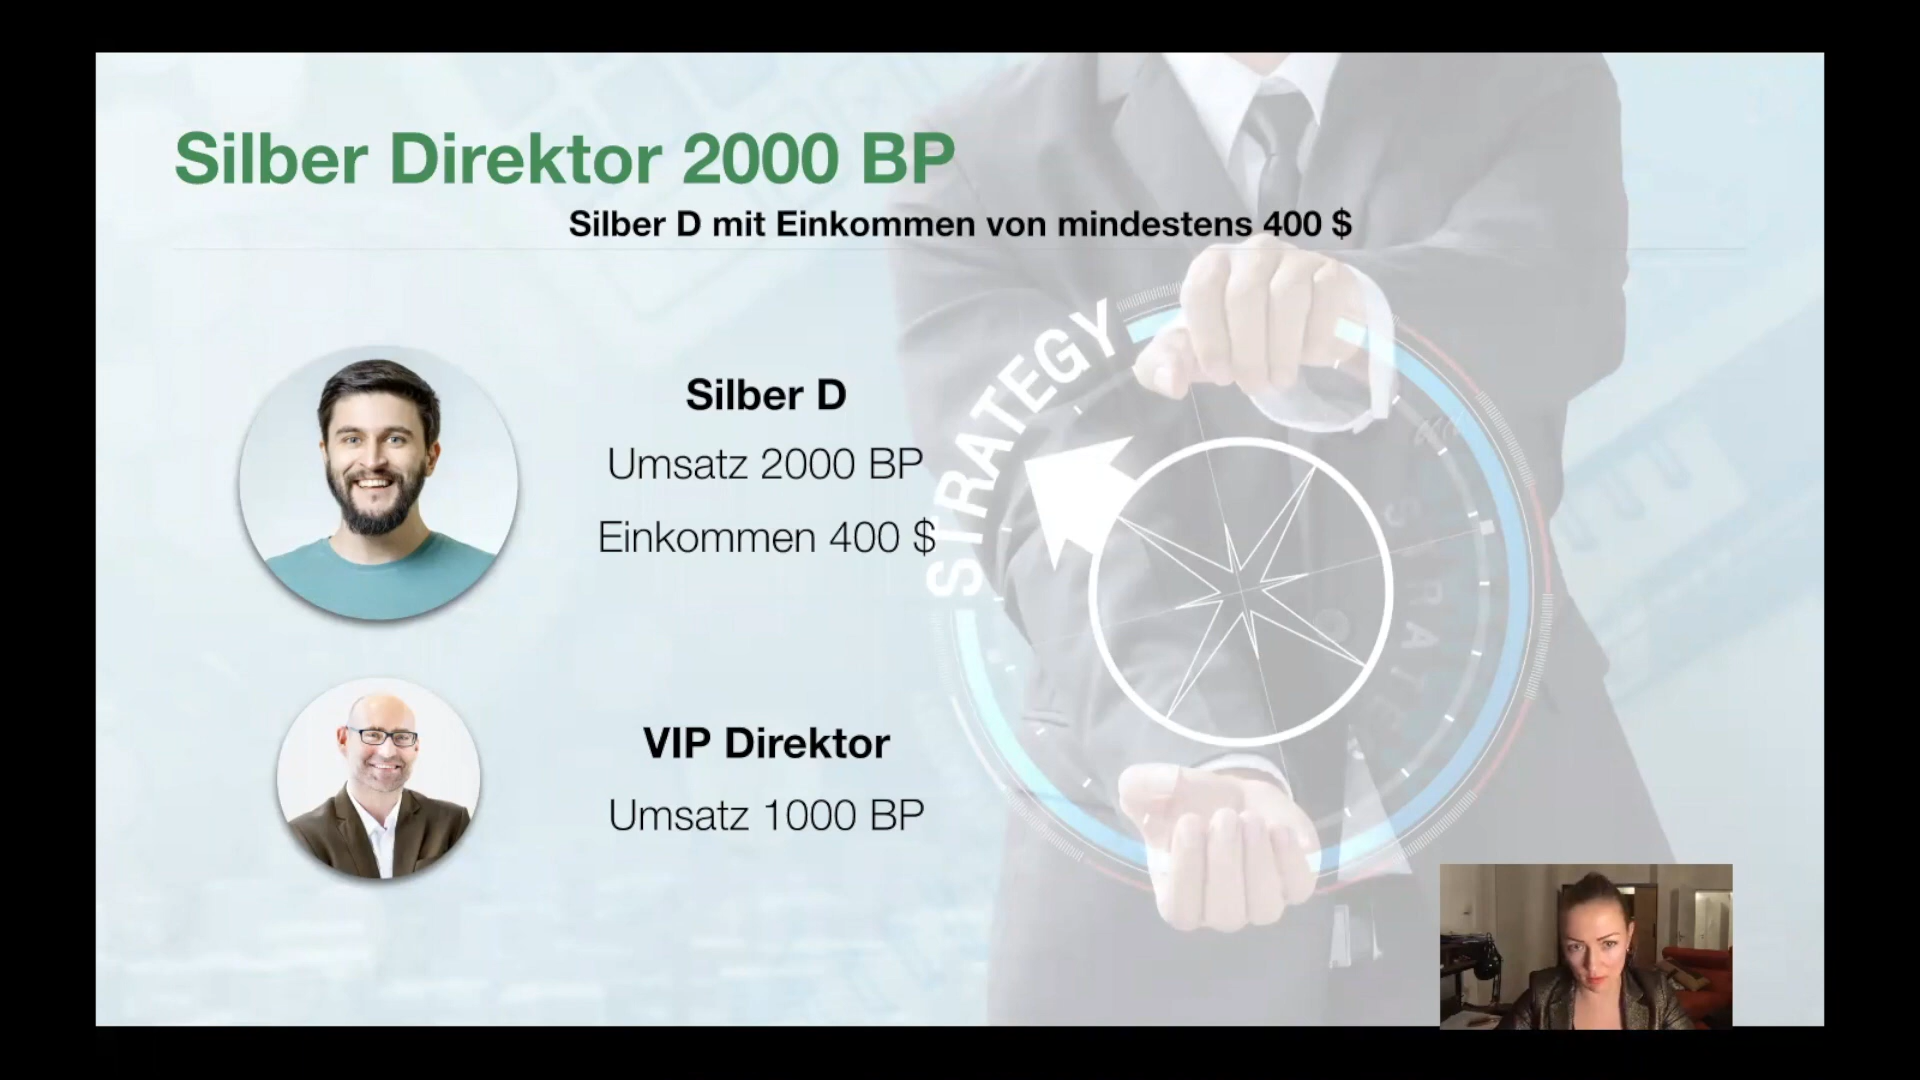 Silber Direktor 2000 BP
Silber D mit Einkommen von mindestens 400 $
STRATEGY
Silber D
Umsatz 2000 BP
Einkommen 400 $
VIP Direktor
Umsatz 1000 BP